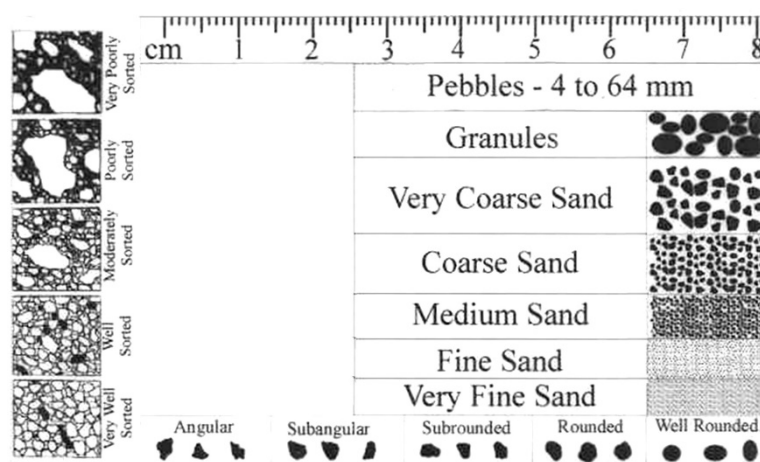 cm 1 2 3 4 5 6 7 8
Very Poorly
Sorted
Poorly
Sorted
Moderately
Sorted
Well
Sorted
Very Well
Sorted
Pebbles - 4 to 64 mm
Granules
Very Coarse Sand
Coarse Sand
Medium Sand
Fine Sand
Very Fine Sand
Angular Subangular Subrounded Rounded Well Rounded